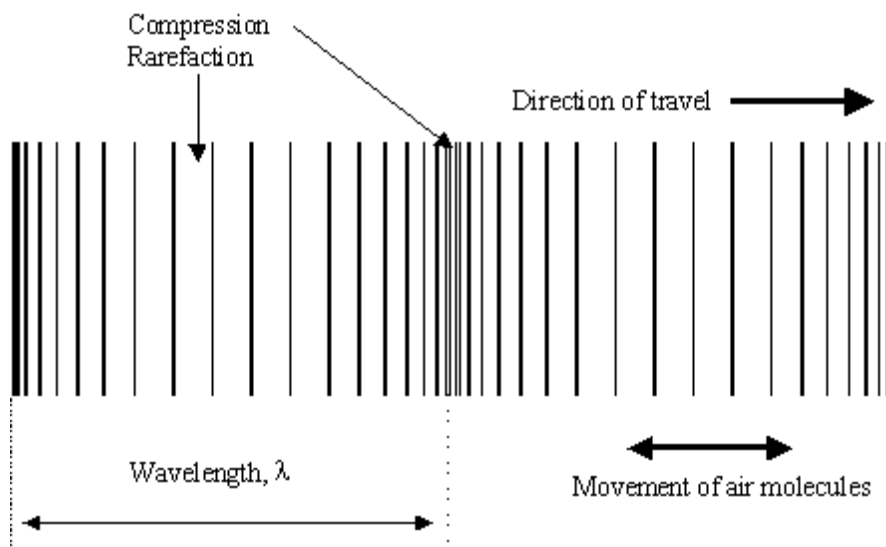 Compression
Rarefaction
Direction of travel
Wavelength, λ
Movement of air molecules